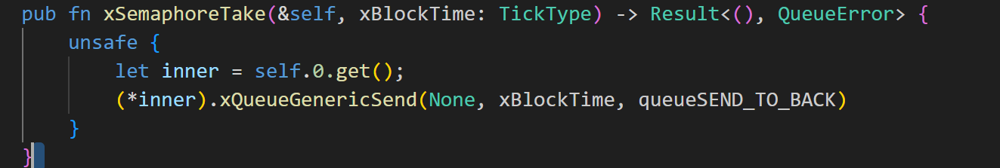 pub fn xSemaphoreTake(&self, xBlockTime: TickType) -> Result<(), QueueError> {
    unsafe {
        let inner = self.0.get();
        (*inner).xQueueGenericSend(None, xBlockTime, queueSEND_TO_BACK)
    }
}